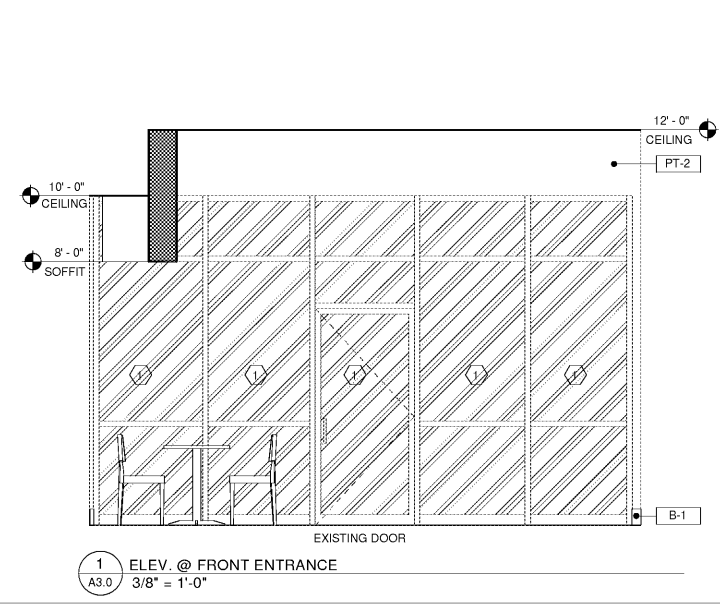 12' - 0"
CEILING
PT-2
10' - 0"
CEILING
8' - 0"
SOFFIT
1 1 1 1 1
B-1
EXISTING DOOR
1
A3.0
ELEV. @ FRONT ENTRANCE
3/8" = 1'-0"